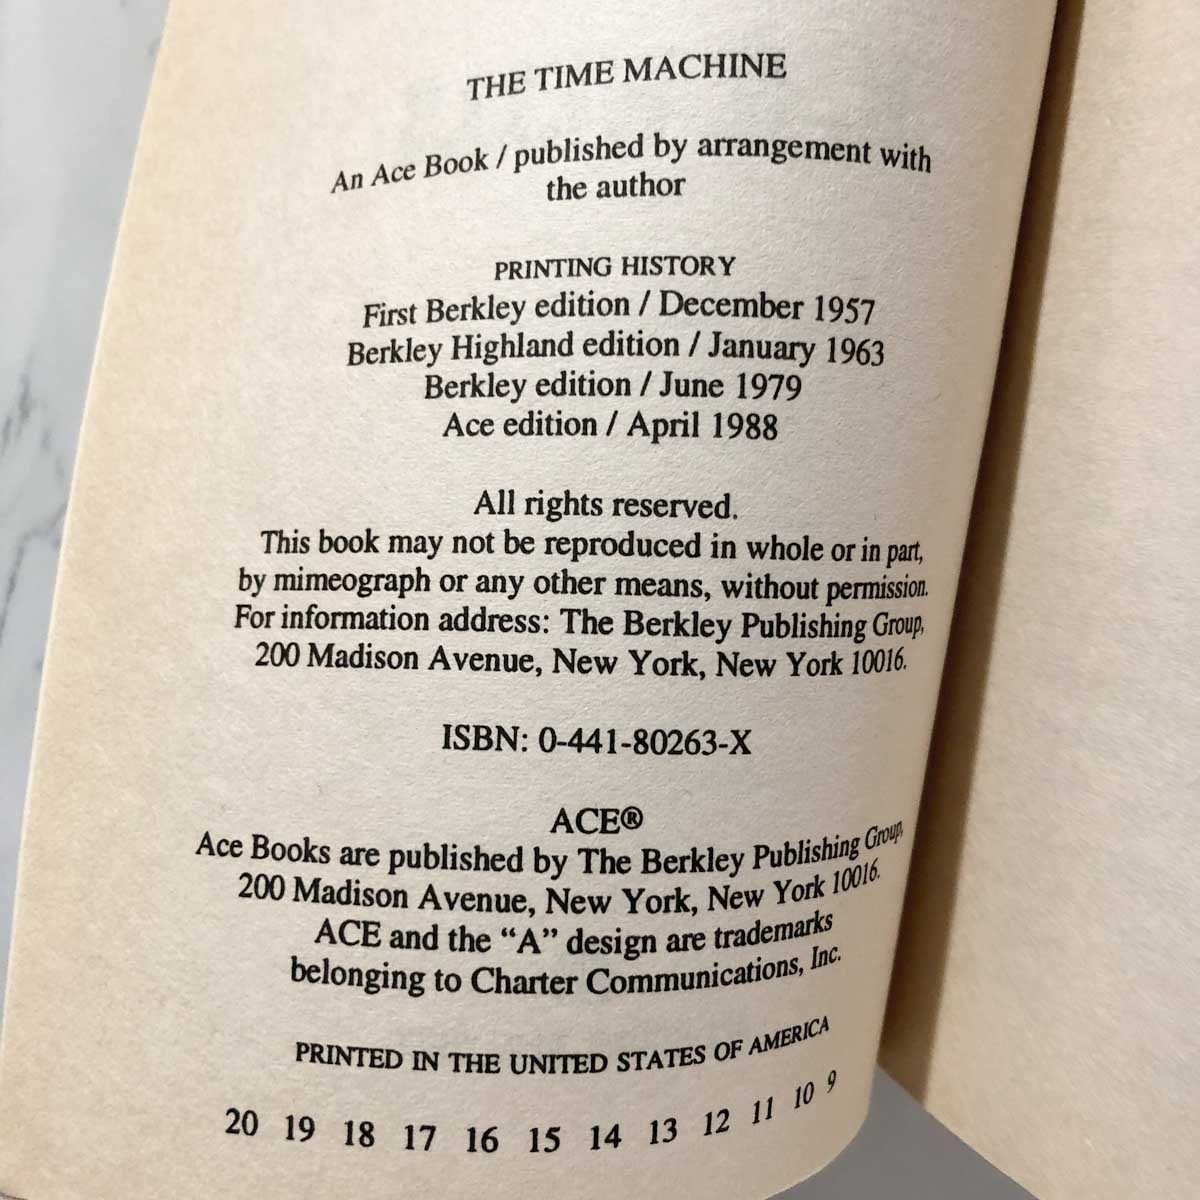 THE TIME MACHINE
An Ace Book / published by arrangement with
the author
PRINTING HISTORY
First Berkley edition / December 1957
Berkley Highland edition / January 1963
Berkley edition / June 1979
Ace edition / April 1988
All rights reserved.
This book may not be reproduced in whole or in part,
by mimeograph or any other means, without permission.
For information address: The Berkley Publishing Group,
200 Madison Avenue, New York, New York 10016.
ISBN: 0-441-80263-X
ACE®
Ace Books are published by The Berkley Publishing Group,
200 Madison Avenue, New York, New York 10016.
ACE and the “A” design are trademarks
belonging to Charter Communications, Inc.
PRINTED IN THE UNITED STATES OF AMERICA
20 19 18 17 16 15 14 13 12 11 10 9